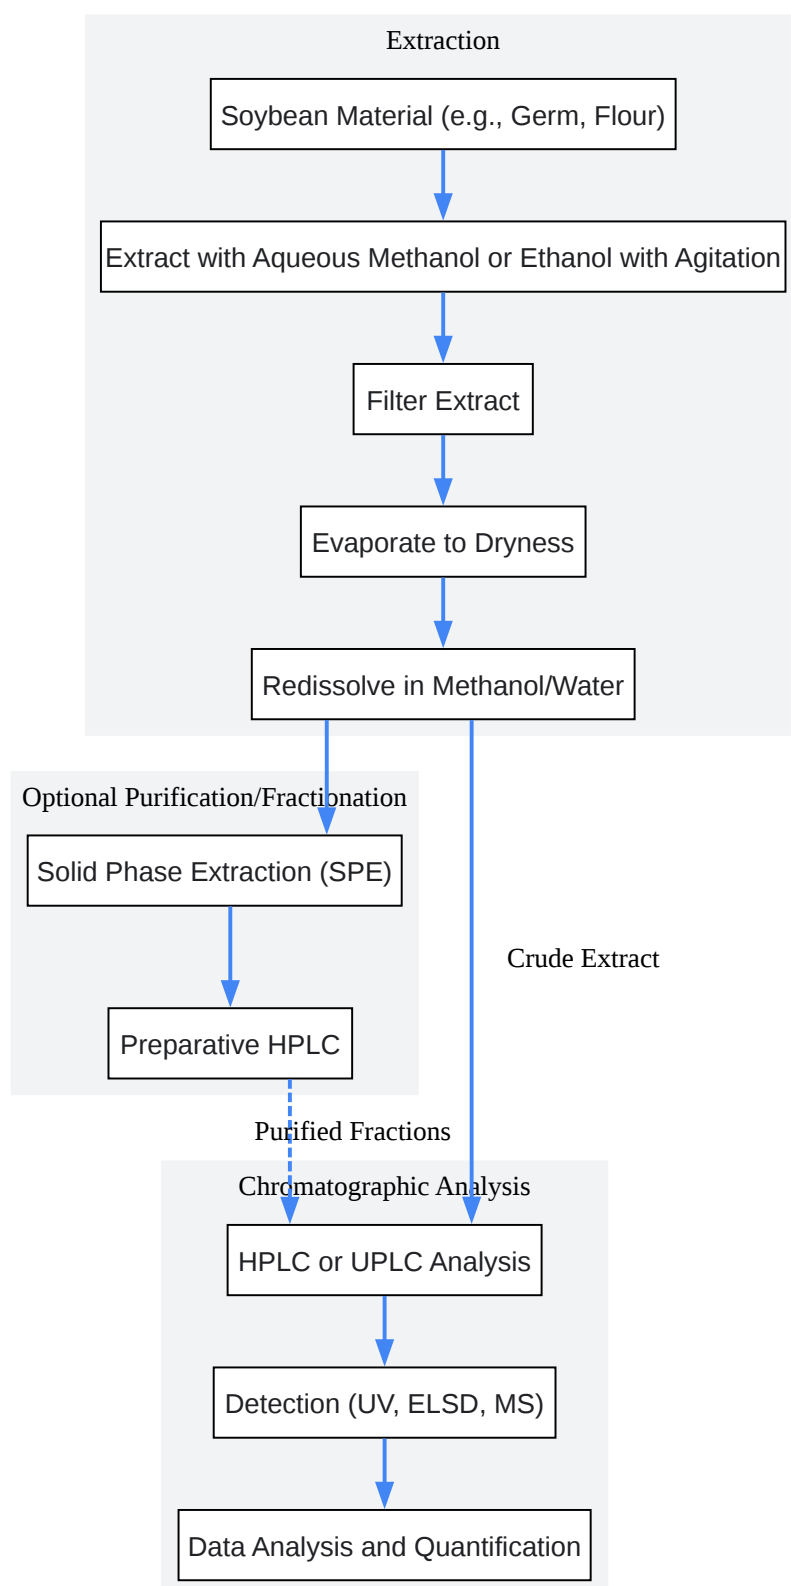 Extraction
Soybean Material (e.g., Germ, Flour)
Extract with Aqueous Methanol or Ethanol with Agitation
Filter Extract
Evaporate to Dryness
Redissolve in Methanol/Water
Optional Purification/Fractionation
Solid Phase Extraction (SPE)
Crude Extract
Preparative HPLC
Purified Fractions
Chromatographic Analysis
HPLC or UPLC Analysis
Detection (UV, ELSD, MS)
Data Analysis and Quantification